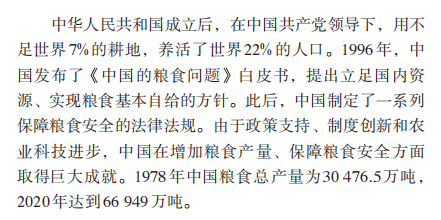 中华人民共和国成立后，在中国共产党领导下，用不
足世界7%的耕地，养活了世界22%的人口。1996年，中
国发布了《中国的粮食问题》白皮书，提出立足国内资
源、实现粮食基本自给的方针。此后，中国制定了一系列
保障粮食安全的法律法规。由于政策支持、制度创新和农
业科技进步，中国在增加粮食产量、保障粮食安全方面
取得巨大成就。1978年中国粮食总产量为30 476.5万吨，
2020年达到66 949万吨。